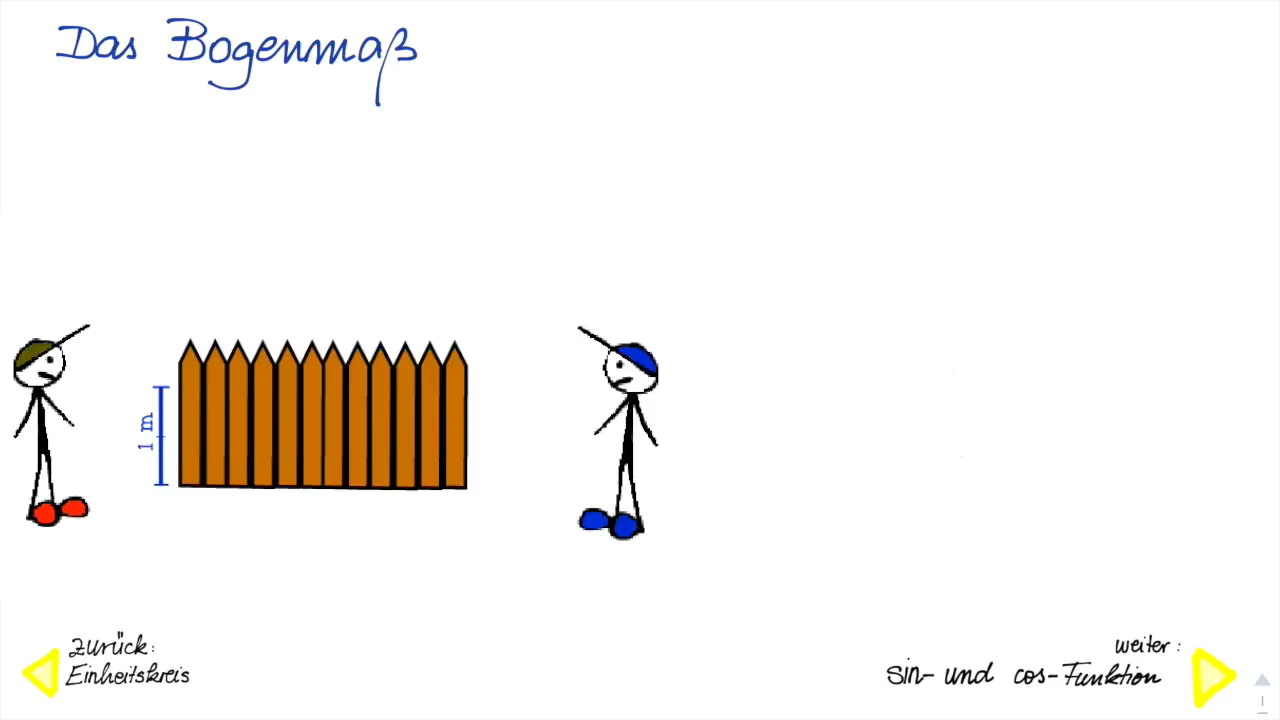 Das Bogenmaß
1 m
zurück:
Einheitskreis
weiter:
sin- und cos-Funktion